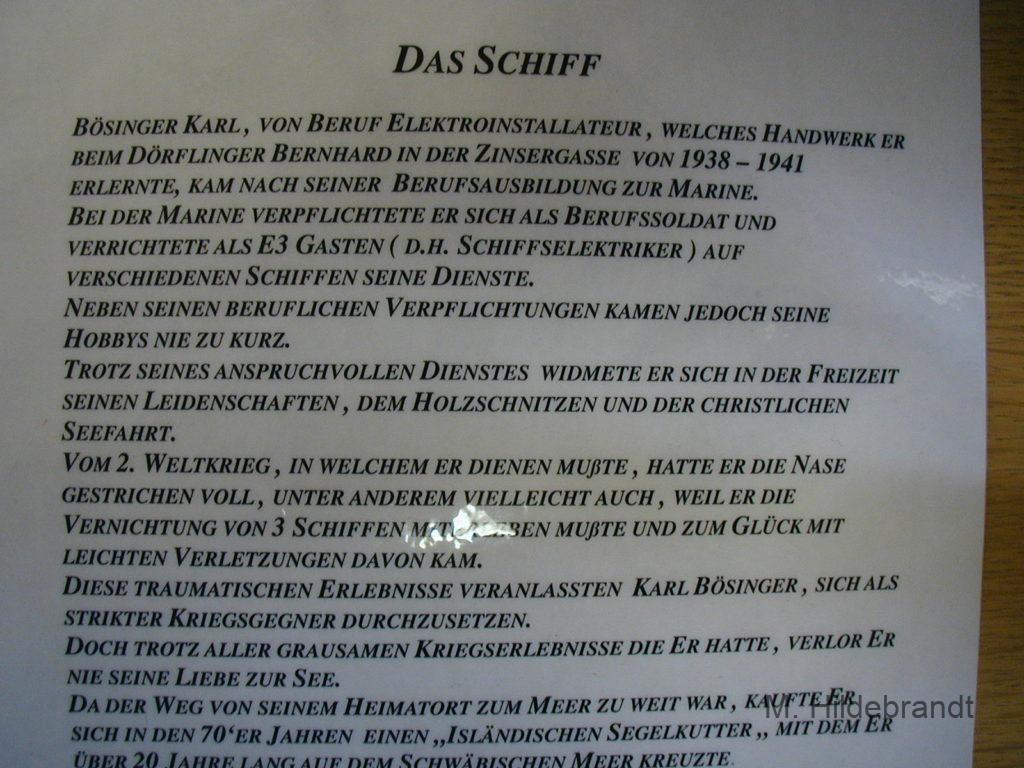 DAS SCHIFF
BÖSINGER KARL, VON BERUF ELEKTROINSTALLATEUR, WELCHES HANDWERK ER
BEIM DÖRFLINGER BERNHARD IN DER ZINSERGASSE VON 1938 – 1941
ERLERNTE, KAM NACH SEINER BERUFSAUSBILDUNG ZUR MARINE.
BEI DER MARINE VERPFLICHTETE ER SICH ALS BERUFSSOLDAT UND
VERRICHTETE ALS E3 GASTEN ( D.H. SCHIFFSELEKTRIKER ) AUF
VERSCHIEDENEN SCHIFFEN SEINE DIENSTE.
NEBEN SEINEN BERUFLICHEN VERPFLICHTUNGEN KAMEN JEDOCH SEINE
HOBBYS NIE ZU KURZ.
TROTZ SEINES ANSPRUCHVOLLEN DIENSTES WIDMETE ER SICH IN DER FREIZEIT
SEINEN LEIDENSCHAFTEN, DEM HOLZSCHNITZEN UND DER CHRISTLICHEN
SEEFAHRT.
VOM 2. WELTKRIEG, IN WELCHEM ER DIENEN MUßTE, HATTE ER DIE NASE
GESTRICHEN VOLL, UNTER ANDEREM VIELLEICHT AUCH, WEIL ER DIE
VERNICHTUNG VON 3 SCHIFFEN MITERLEBEN MUßTE UND ZUM GLÜCK MIT
LEICHTEN VERLETZUNGEN DAVON KAM.
DIESE TRAUMATISCHEN ERLEBNISSE VERANLASSTEN KARL BÖSINGER, SICH ALS
STRIKTER KRIEGSGEGNER DURCHZUSETZEN.
DOCH TROTZ ALLER GRAUSAMEN KRIEGSERLEBNISSE DIE ER HATTE, VERLOR ER
NIE SEINE LIEBE ZUR SEE.
DA DER WEG VON SEINEM HEIMATORT ZUM MEER ZU WEIT WAR, KAUFTE ER
SICH IN DEN 70‘ER JAHREN EINEN „ISLÄNDISCHEN SEGELKUTTER „ MIT DEM ER
ÜBER 20 JAHRE LANG AUF DEM SCHWÄBISCHEN MEER KREUZTE.
M. Hildebrandt